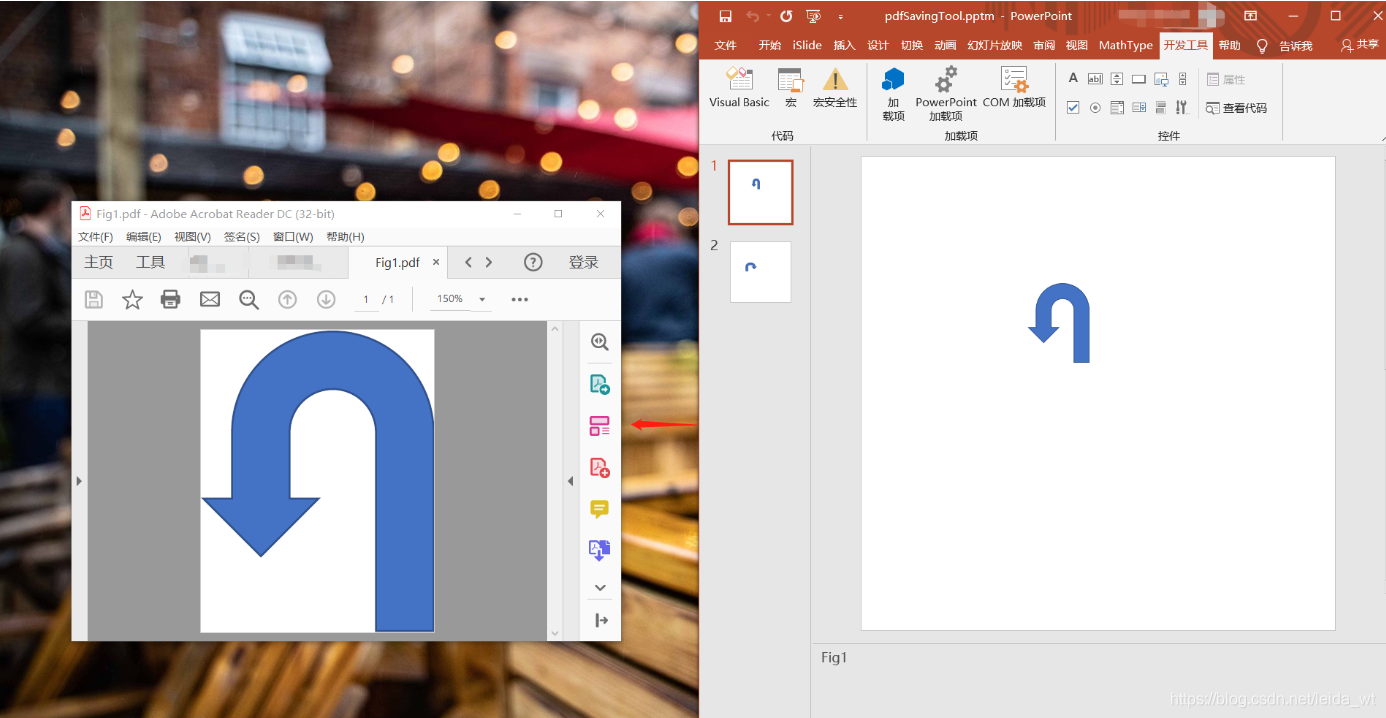 Fig1.pdf - Adobe Acrobat Reader DC (32-bit)
文件(F) 编辑(E) 视图(V) 签名(S) 窗口(W) 帮助(H)
主页 工具 Fig1.pdf × ? 登录
1 / 1 150%
pdfSavingTool.pptm - PowerPoint
文件 开始 iSlide 插入 设计 切换 动画 幻灯片放映 审阅 视图 MathType 开发工具 帮助 告诉我 共享
Visual Basic 宏 宏安全性 加载项 PowerPoint 加载项 COM 加载项 属性 查看代码
代码 加载项 控件
1
2
Fig1
https://blog.csdn.net/leida_wt